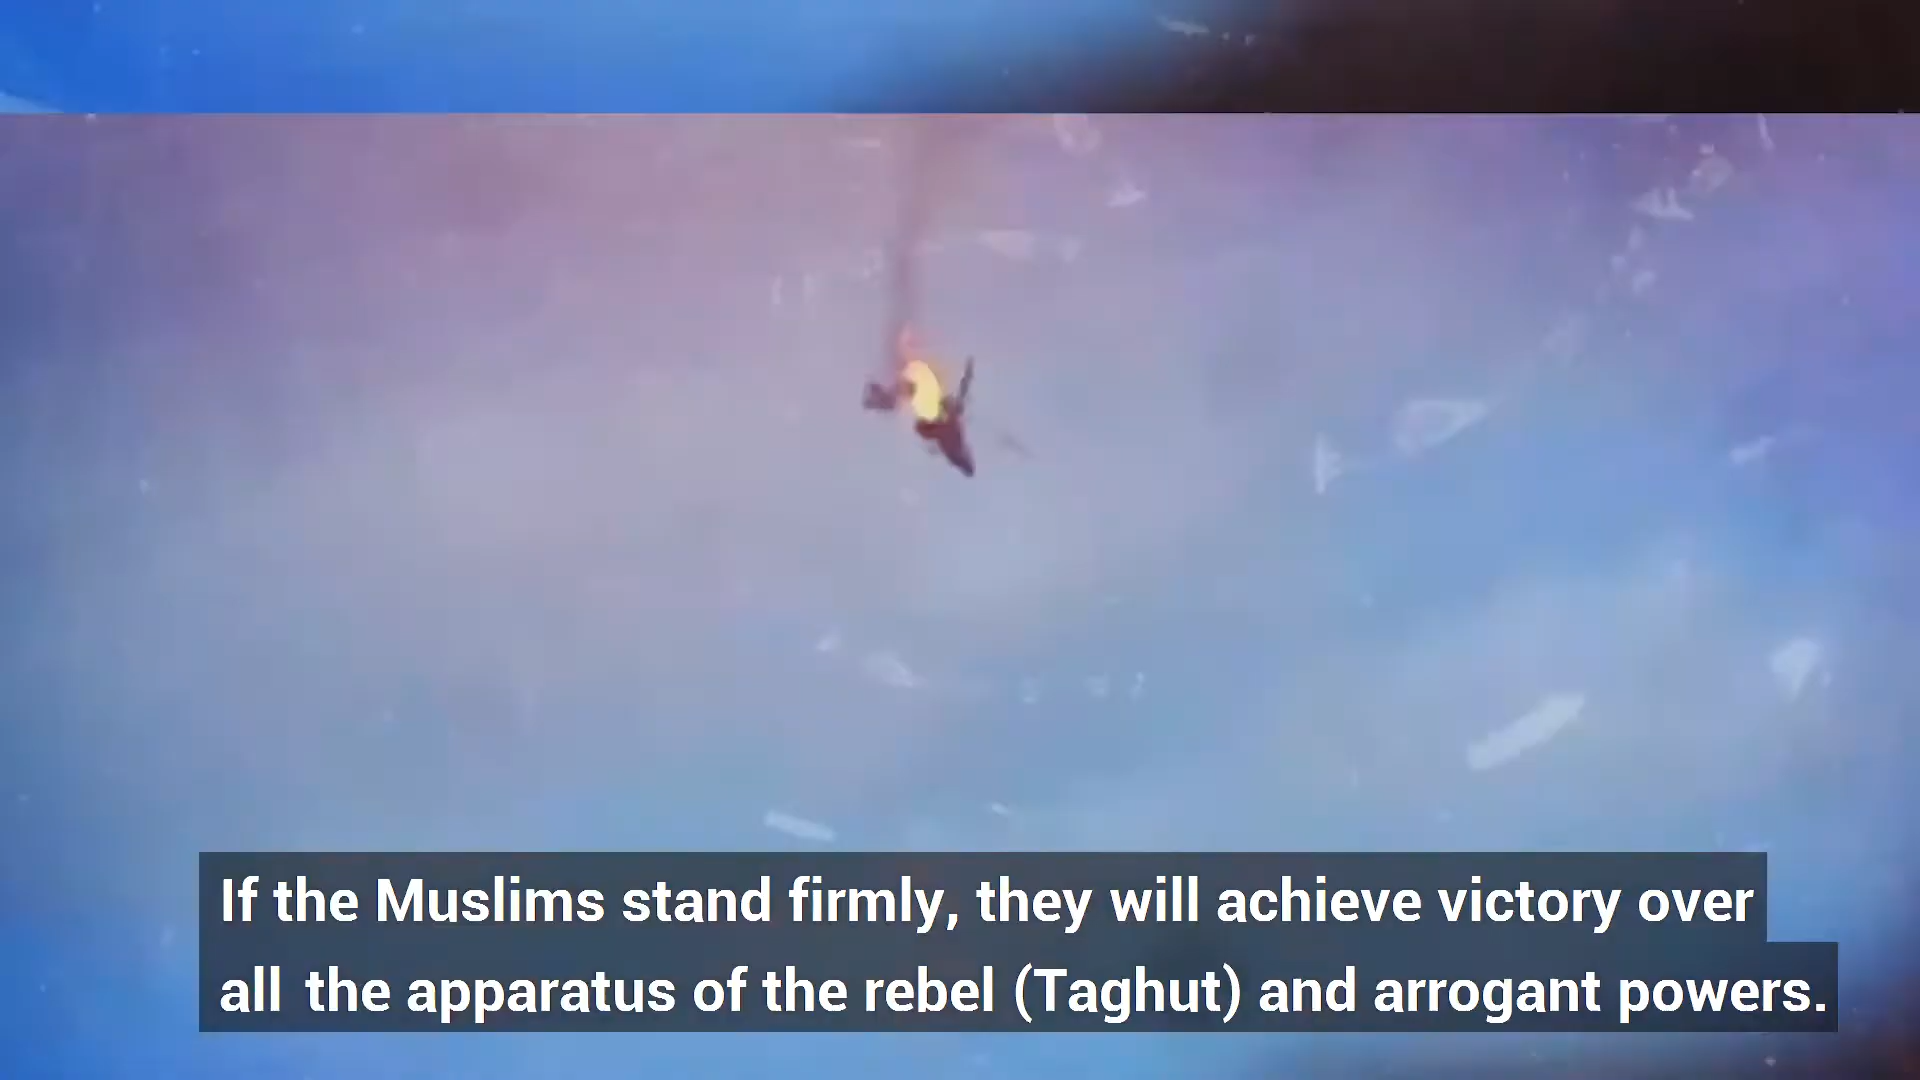 If the Muslims stand firmly, they will achieve victory over
all the apparatus of the rebel (Taghut) and arrogant powers.